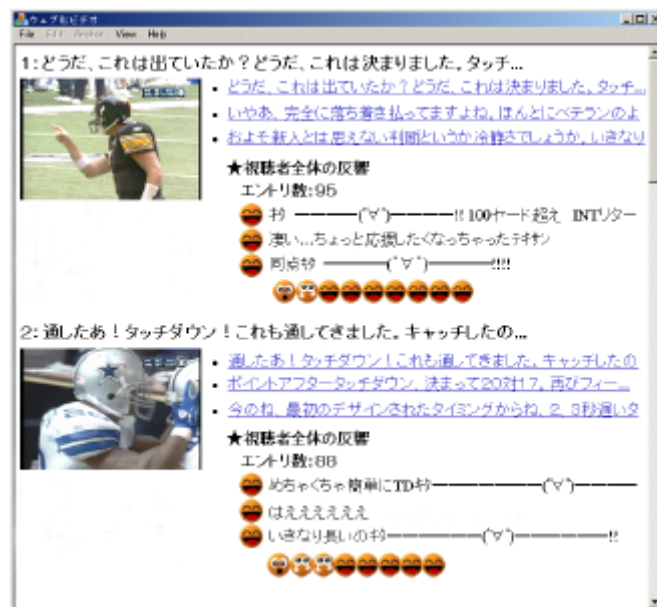 ウェブ化ビデオ
File Edit Anchor View Help
1:どうだ、これは出ていたか？どうだ、これは決まりました。タッチ...
• どうだ、これは出ていたか？どうだ、これは決まりました。タッチ...
• いやあ、完全に落ち着き払ってますよね。ほんとにベテランのよ
• およそ新人とは思えない判断というか冷静さでしょうか。いきなり
★視聴者全体の反響
エントリ数:95
ｷﾀ ━━━━━(ﾟ∀ﾟ)━━━━━!! 100ヤード超え INTリター
凄い...ちょっと応援したくなっちゃったﾃｷｻﾝ
同点ｷﾀ ━━━━━(ﾟ∀ﾟ)━━━━━!!!!
2: 通したあ！タッチダウン！これも通してきました。キャッチしたの...
• 通したあ！タッチダウン！これも通してきました。キャッチしたの
• ポイントアフタータッチダウン、決まって20対17。再びフィー...
• 今のね、最初のデザインされたタイミングからね、2、3秒遅いタ
★視聴者全体の反響
エントリ数:88
めちゃくちゃ簡単にTDｷﾀ━━━━━━━━━(ﾟ∀ﾟ)━━━━━
はええええええ
いきなり長いのｷﾀ━━━━━━━━(ﾟ∀ﾟ)━━━━━━!!